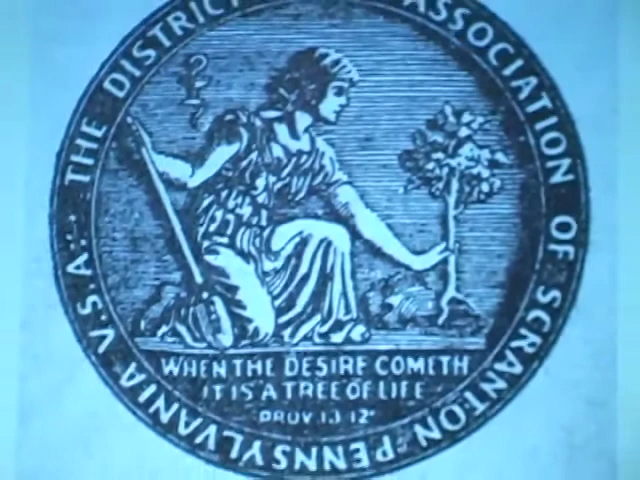 THE DISTRICT ASSOCIATION OF SCRANTON PENNSYLVANIA V.S.A.
WHEN THE DESIRE COMETH
IT IS A TREE OF LIFE
PROV. 13 12